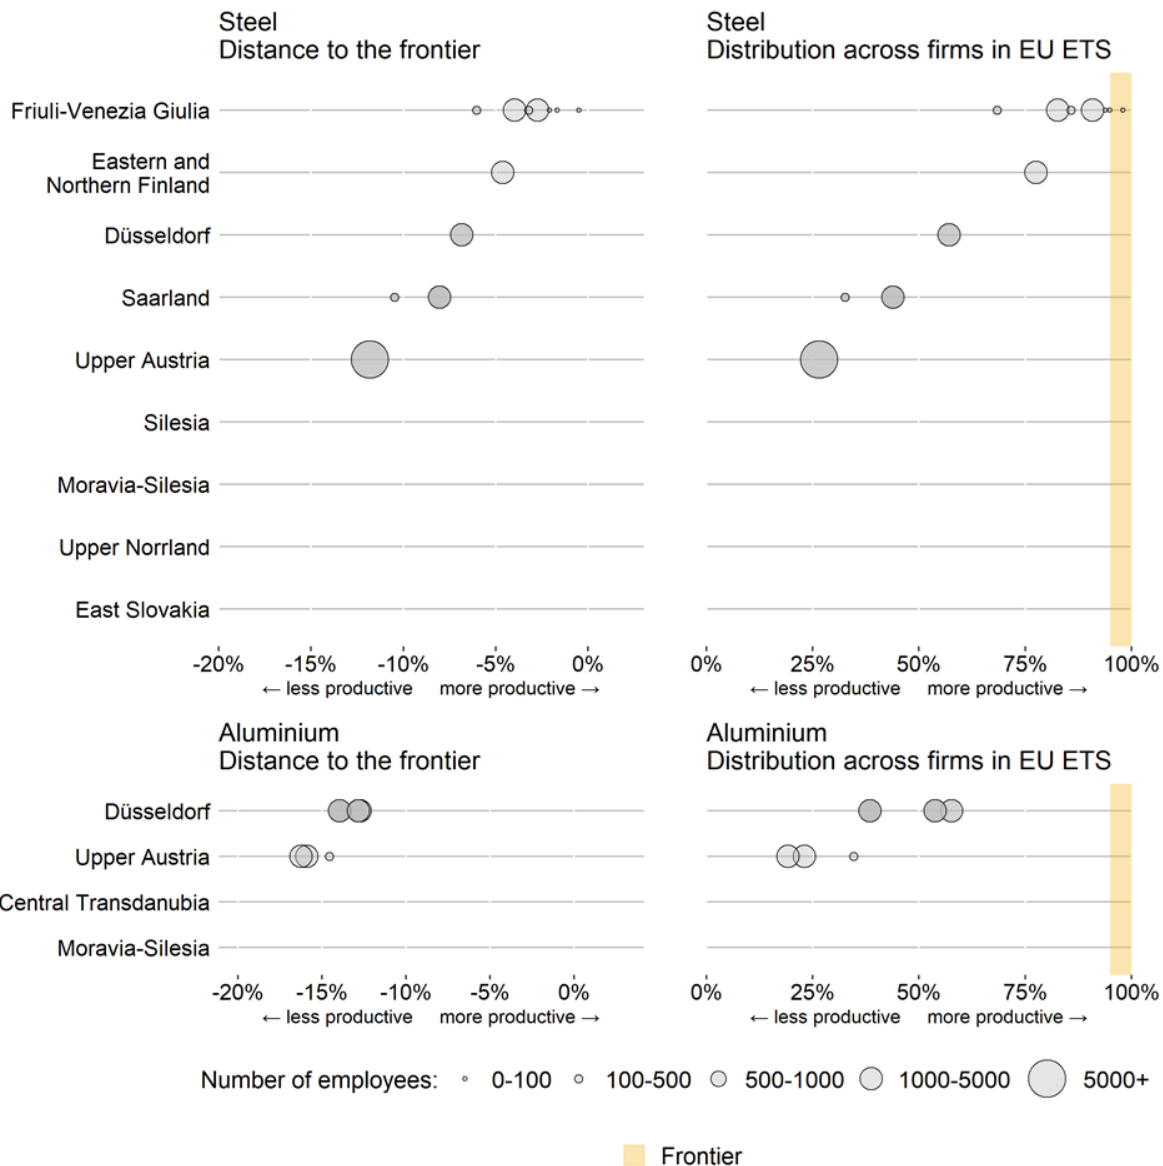 Steel
Distance to the frontier
Steel
Distribution across firms in EU ETS
Friuli-Venezia Giulia
Eastern and
Northern Finland
Düsseldorf
Saarland
Upper Austria
Silesia
Moravia-Silesia
Upper Norrland
East Slovakia
-20% -15% -10% -5% 0%
← less productive more productive →
0% 25% 50% 75% 100%
← less productive more productive →
Aluminium
Distance to the frontier
Aluminium
Distribution across firms in EU ETS
Düsseldorf
Upper Austria
Central Transdanubia
Moravia-Silesia
-20% -15% -10% -5% 0%
← less productive more productive →
0% 25% 50% 75% 100%
← less productive more productive →
Number of employees: 0-100 100-500 500-1000 1000-5000 5000+
Frontier